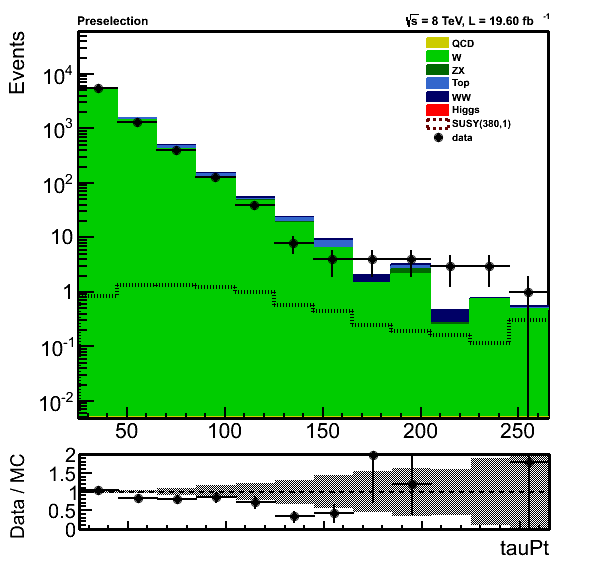 Preselection √s = 8 TeV, L = 19.60 fb⁻¹
Events
QCD
W
ZX
Top
WW
Higgs
SUSY(380,1)
data
10⁴
10³
10²
10
1
10⁻¹
10⁻²
50 100 150 200 250
Data / MC
2
1.5
1
0.5
0
tauPt